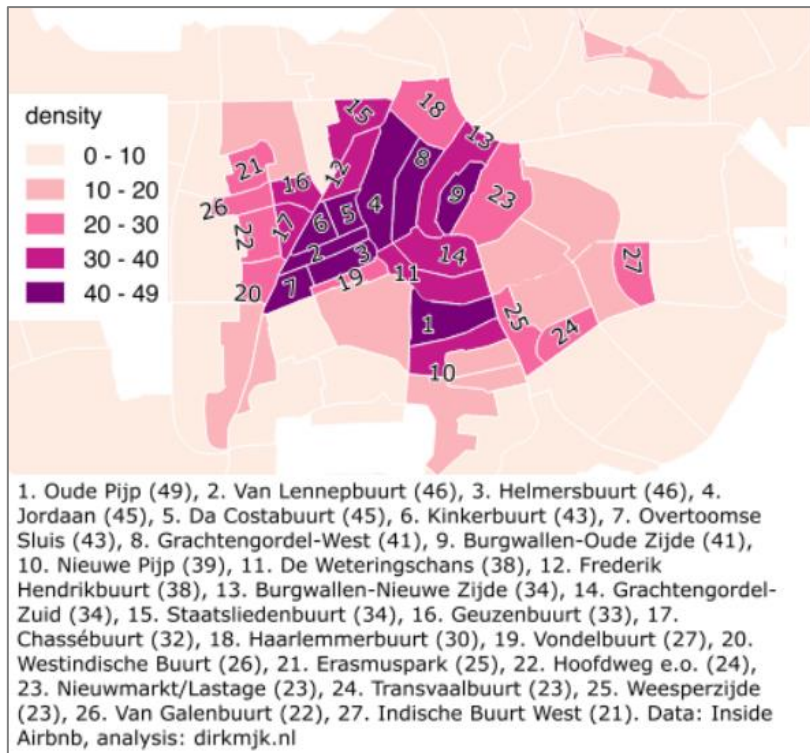 density
0 - 10
10 - 20
20 - 30
30 - 40
40 - 49
18
15
13
8
12
21
16
9
23
4
5
26
6
17
22
2
3
14
27
19
11
7
20
1
25
24
10
1. Oude Pijp (49), 2. Van Lennepbuurt (46), 3. Helmersbuurt (46), 4.
Jordaan (45), 5. Da Costabuurt (45), 6. Kinkerbuurt (43), 7. Overtoomse
Sluis (43), 8. Grachtengordel-West (41), 9. Burgwallen-Oude Zijde (41),
10. Nieuwe Pijp (39), 11. De Weteringschans (38), 12. Frederik
Hendrikbuurt (38), 13. Burgwallen-Nieuwe Zijde (34), 14. Grachtengordel-
Zuid (34), 15. Staatsliedenbuurt (34), 16. Geuzenbuurt (33), 17.
Chassébuurt (32), 18. Haarlemmerbuurt (30), 19. Vondelbuurt (27), 20.
Westindische Buurt (26), 21. Erasmuspark (25), 22. Hoofdweg e.o. (24),
23. Nieuwmarkt/Lastage (23), 24. Transvaalbuurt (23), 25. Weesperzijde
(23), 26. Van Galenbuurt (22), 27. Indische Buurt West (21). Data: Inside
Airbnb, analysis: dirkmjk.nl